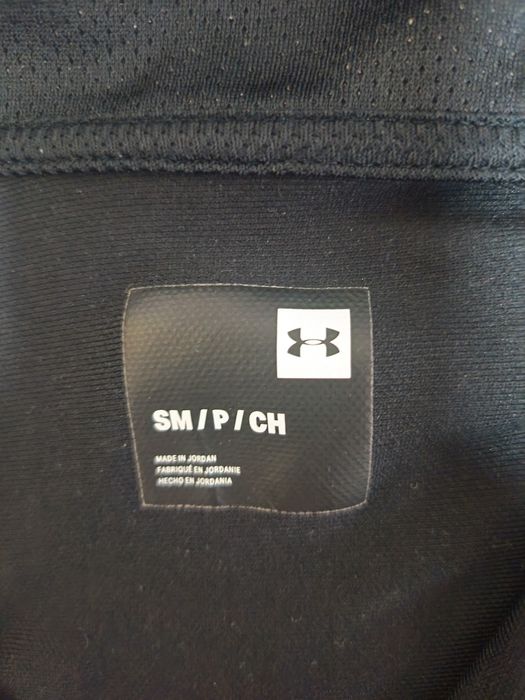 SM/P/CH
MADE IN JORDAN
FABRIQUÉ EN JORDANIE
HECHO EN JORDANIA